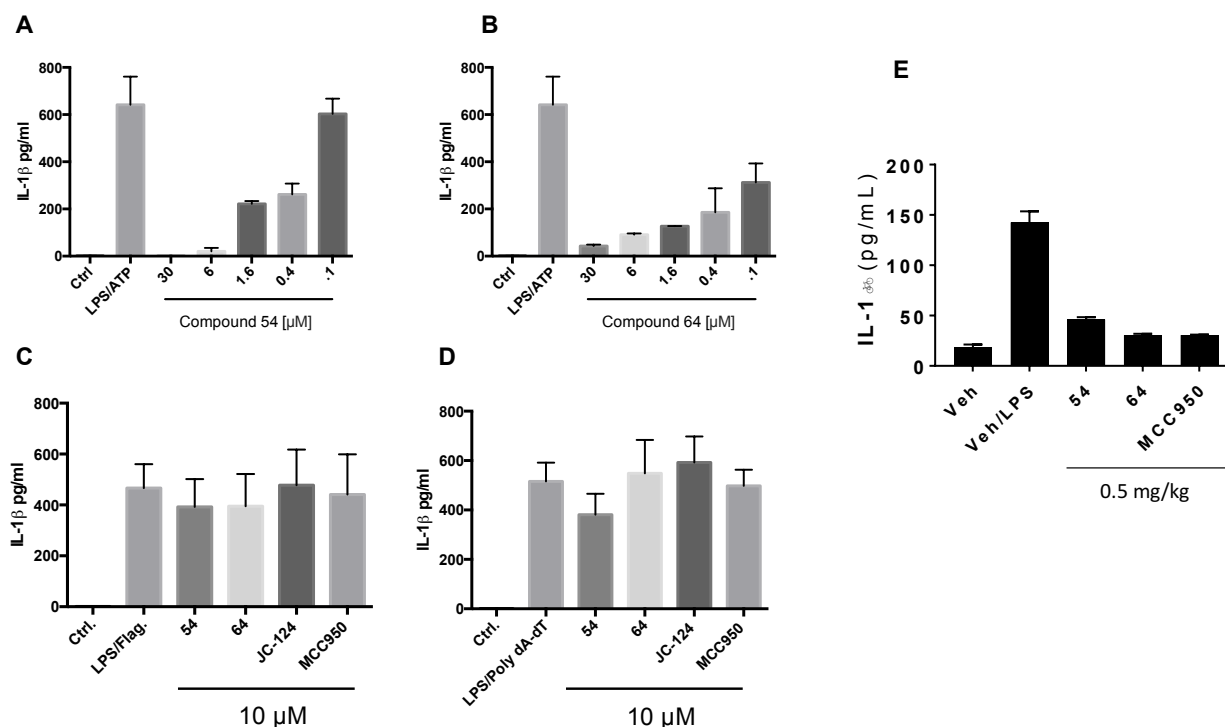 A
IL-1β pg/ml
800
600
400
200
0
Ctrl
LPS/ATP
30
6
1.6
0.4
.1
Compound 54 [µM]
B
IL-1β pg/ml
800
600
400
200
0
Ctrl
LPS/ATP
30
6
1.6
0.4
.1
Compound 64 [µM]
E
IL-1 (pg/mL)
200
150
100
50
0
Veh
Veh/LPS
54
64
MCC950
0.5 mg/kg
C
IL-1β pg/ml
800
600
400
200
0
Ctrl.
LPS/Flag.
54
64
JC-124
MCC950
10 µM
D
IL-1β pg/ml
800
600
400
200
0
Ctrl.
LPS/Poly dA-dT
54
64
JC-124
MCC950
10 µM